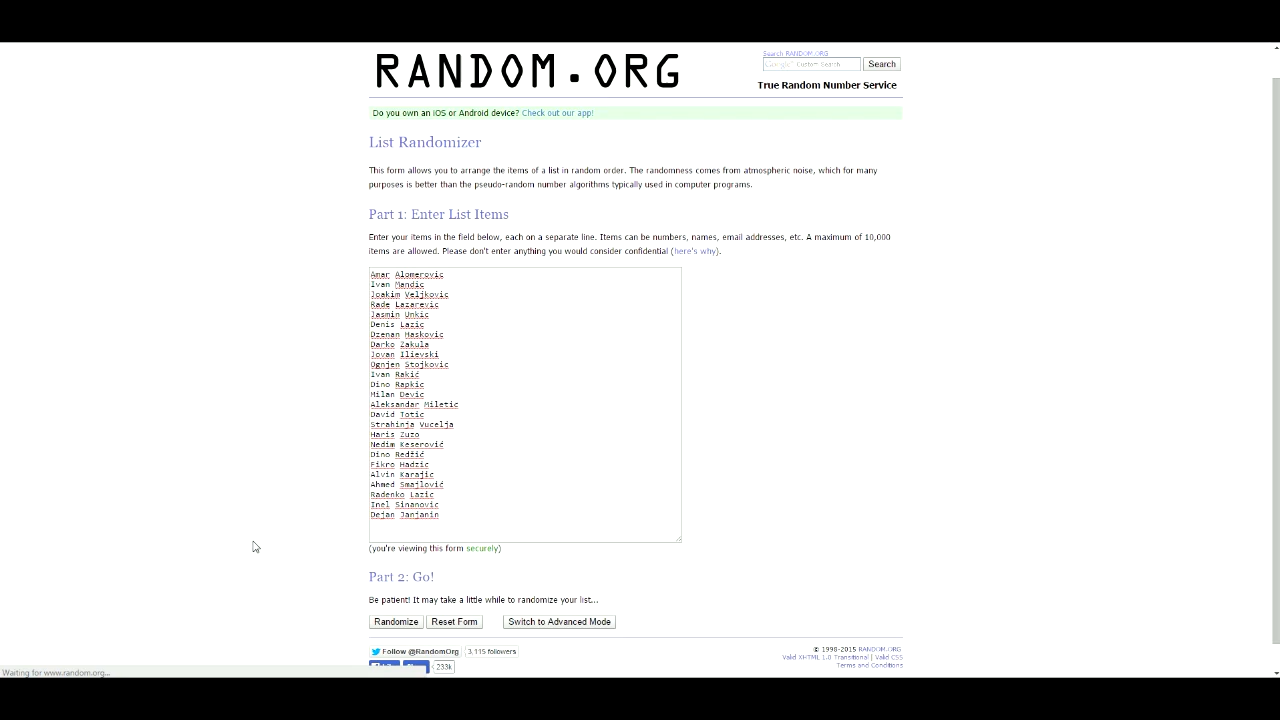 RANDOM.ORG
Search RANDOM.ORG
Google Custom Search
Search
True Random Number Service
Do you own an iOS or Android device? Check out our app!
List Randomizer
This form allows you to arrange the items of a list in random order. The randomness comes from atmospheric noise, which for many
purposes is better than the pseudo-random number algorithms typically used in computer programs.
Part 1: Enter List Items
Enter your items in the field below, each on a separate line. Items can be numbers, names, email addresses, etc. A maximum of 10,000
items are allowed. Please don't enter anything you would consider confidential (here's why).
Amar Alomerovic
Ivan Mandic
Joakim Veljkovic
Rade Lazarevic
Jasmin Unkic
Denis Lazic
Dzenan Haskovic
Darko Zakula
Jovan Ilievski
Ognjen Stojkovic
Ivan Rakić
Dino Rapkic
Milan Devic
Aleksandar Miletic
David Totic
Strahinja Vucelja
Haris Zuzo
Nedim Keserović
Dino Redžić
Fikro Hadzic
Alvin Karajic
Ahmed Smajlović
Radenko Lazic
Inel Sinanovic
Dejan Janjanin
(you're viewing this form securely)
Part 2: Go!
Be patient! It may take a little while to randomize your list...
Randomize
Reset Form
Switch to Advanced Mode
Follow @RandomOrg
3,115 followers
233k
© 1998-2015 RANDOM.ORG
Valid XHTML 1.0 Transitional | Valid CSS
Terms and Conditions
Waiting for www.random.org...